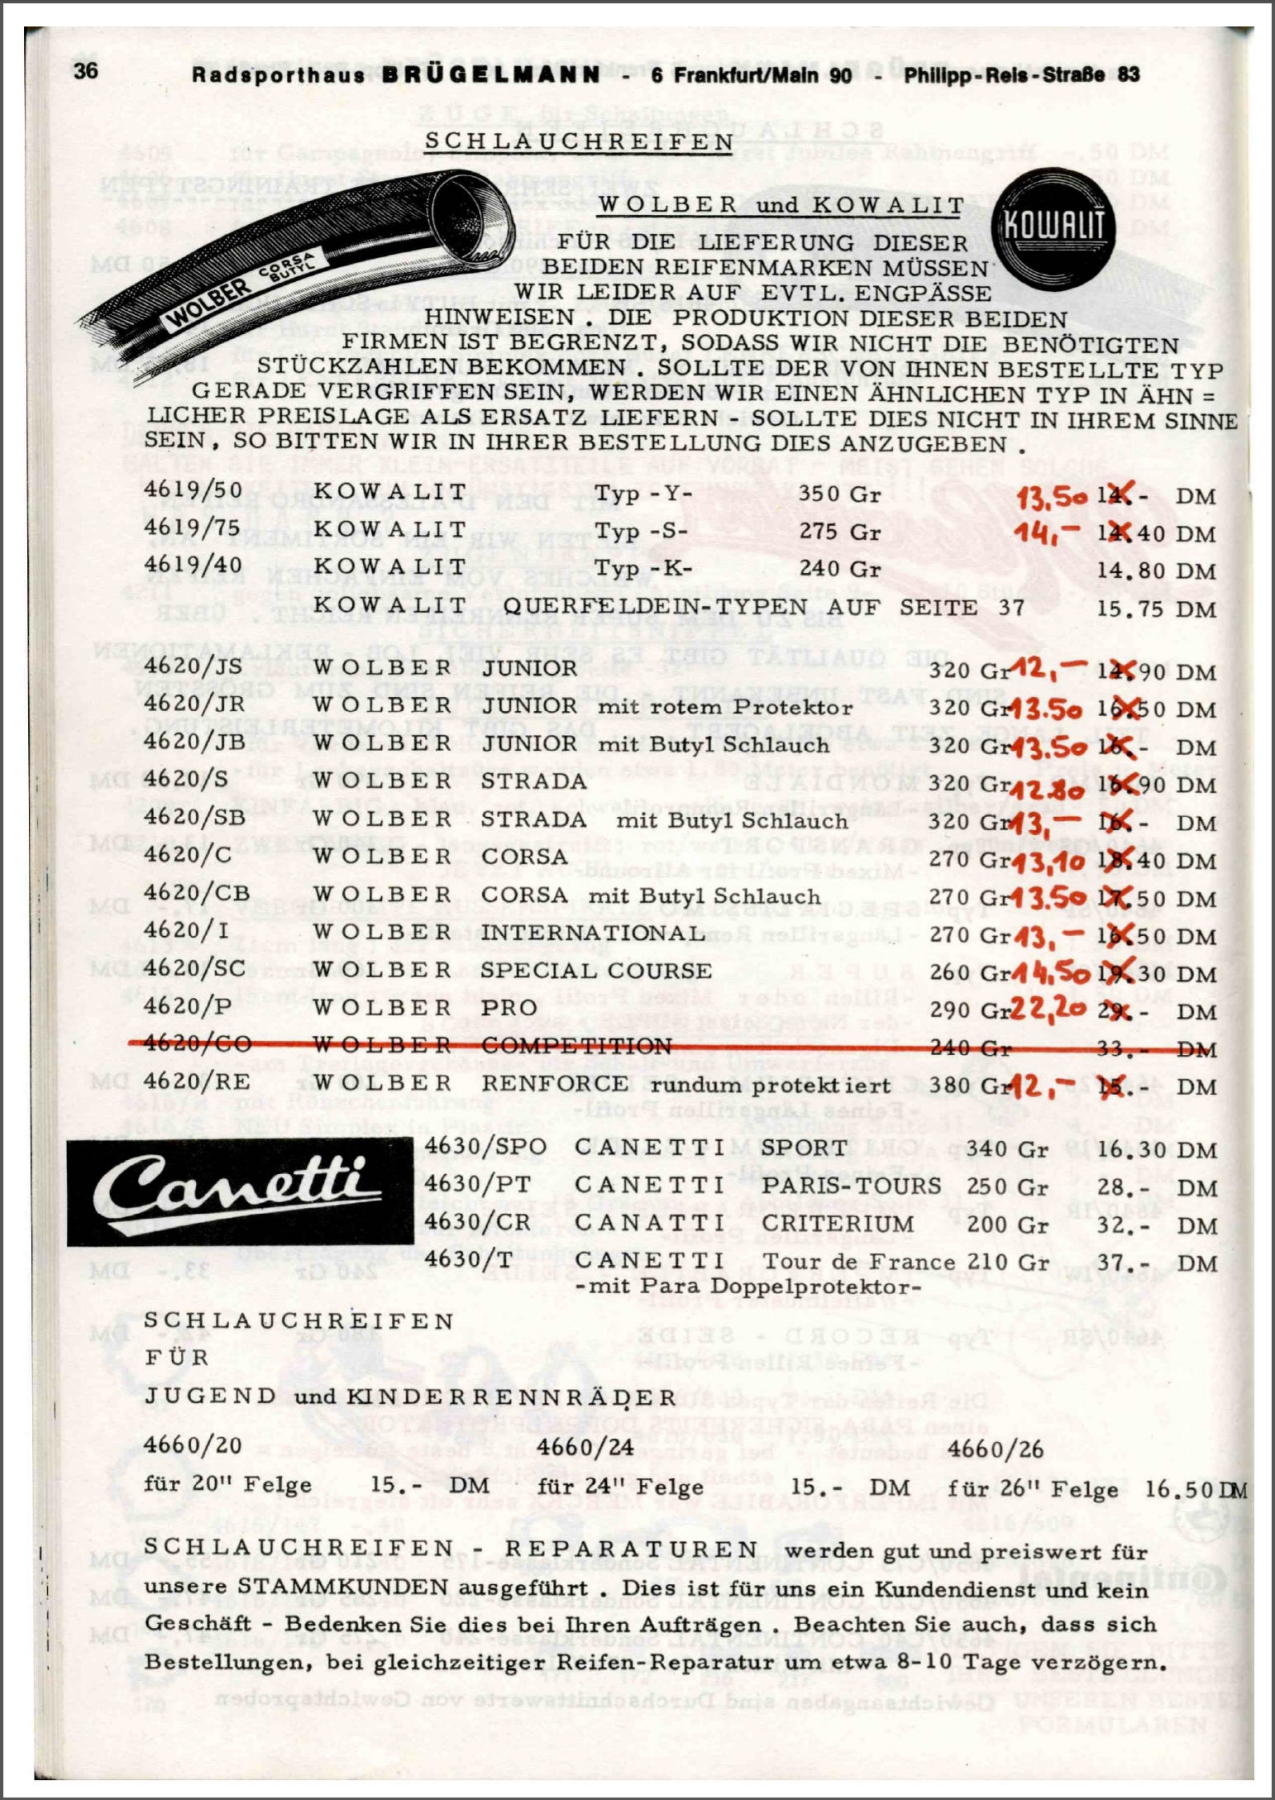 36
Radsporthaus BRÜGELMANN - 6 Frankfurt/Main 90 - Philipp-Reis-Straße 83
SCHLAUCHREIFEN
WOLBER und KOWALIT
KOWALIT
WOLBER CORSA BUTYL
FÜR DIE LIEFERUNG DIESER
BEIDEN REIFENMARKEN MÜSSEN
WIR LEIDER AUF EVTL. ENGPÄSSE
HINWEISEN . DIE PRODUKTION DIESER BEIDEN
FIRMEN IST BEGRENZT, SODASS WIR NICHT DIE BENÖTIGTEN
STÜCKZAHLEN BEKOMMEN . SOLLTE DER VON IHNEN BESTELLTE TYP
GERADE VERGRIFFEN SEIN, WERDEN WIR EINEN ÄHNLICHEN TYP IN ÄHN =
LICHER PREISLAGE ALS ERSATZ LIEFERN - SOLLTE DIES NICHT IN IHREM SINNE
SEIN, SO BITTEN WIR IN IHRER BESTELLUNG DIES ANZUGEBEN .
4619/50 KOWALIT Typ -Y- 350 Gr 13,50 14.- DM
4619/75 KOWALIT Typ -S- 275 Gr 14,- 14.40 DM
4619/40 KOWALIT Typ -K- 240 Gr 14.80 DM
KOWALIT QUERFELDEIN-TYPEN AUF SEITE 37 15.75 DM
4620/JS WOLBER JUNIOR 320 Gr 12,- 14.90 DM
4620/JR WOLBER JUNIOR mit rotem Protektor 320 Gr 13.50 16.50 DM
4620/JB WOLBER JUNIOR mit Butyl Schlauch 320 Gr 13.50 16.- DM
4620/S WOLBER STRADA 320 Gr 12.80 16.90 DM
4620/SB WOLBER STRADA mit Butyl Schlauch 320 Gr 13,- 16.- DM
4620/C WOLBER CORSA 270 Gr 13,10 18.40 DM
4620/CB WOLBER CORSA mit Butyl Schlauch 270 Gr 13.50 17.50 DM
4620/I WOLBER INTERNATIONAL 270 Gr 13,- 16.50 DM
4620/SC WOLBER SPECIAL COURSE 260 Gr 14,50 19.30 DM
4620/P WOLBER PRO 290 Gr 22,20 29.- DM
4620/CO WOLBER COMPETITION 240 Gr 33.- DM
4620/RE WOLBER RENFORCE rundum protektiert 380 Gr 12,- 15.- DM
Canetti
4630/SPO CANETTI SPORT 340 Gr 16.30 DM
4630/PT CANETTI PARIS-TOURS 250 Gr 28.- DM
4630/CR CANATTI CRITERIUM 200 Gr 32.- DM
4630/T CANETTI Tour de France 210 Gr 37.- DM
-mit Para Doppelprotektor-
SCHLAUCHREIFEN
FÜR
JUGEND und KINDERRENNRÄDER
4660/20 4660/24 4660/26
für 20" Felge 15.- DM für 24" Felge 15.- DM für 26" Felge 16.50 DM
SCHLAUCHREIFEN - REPARATUREN werden gut und preiswert für
unsere STAMMKUNDEN ausgeführt . Dies ist für uns ein Kundendienst und kein
Geschäft - Bedenken Sie dies bei Ihren Aufträgen . Beachten Sie auch, dass sich
Bestellungen, bei gleichzeitiger Reifen-Reparatur um etwa 8-10 Tage verzögern.